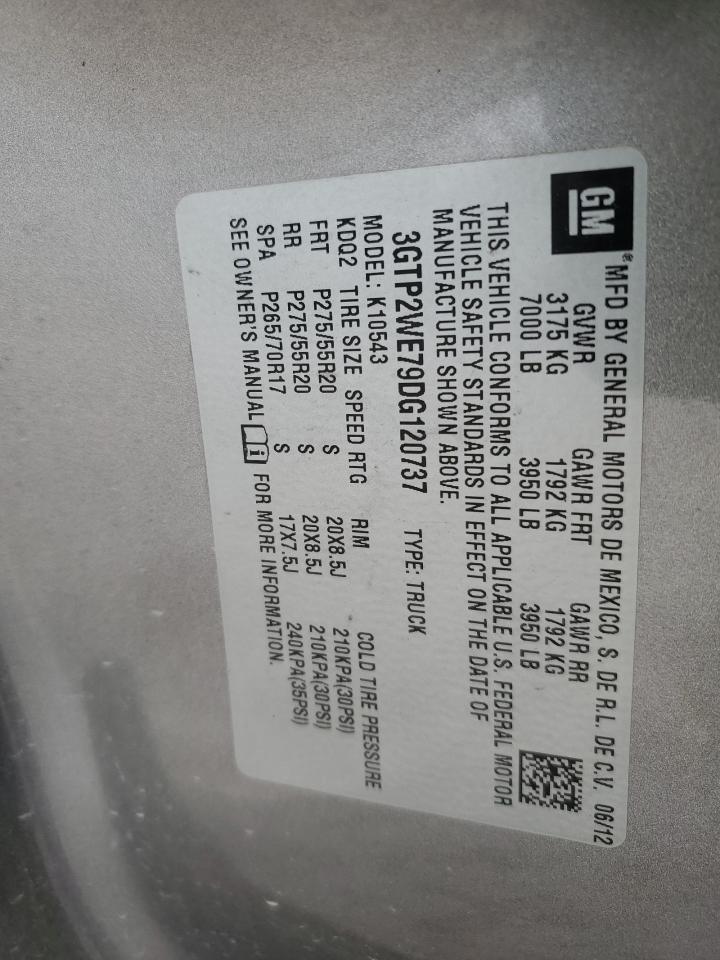 GM
® MFD BY GENERAL MOTORS DE MEXICO, S. DE R.L. DE C.V. 06/12
GVWR GAWR FRT GAWR RR
3175 KG 1792 KG 1792 KG
7000 LB 3950 LB 3950 LB
THIS VEHICLE CONFORMS TO ALL APPLICABLE U.S. FEDERAL MOTOR
VEHICLE SAFETY STANDARDS IN EFFECT ON THE DATE OF
MANUFACTURE SHOWN ABOVE.
3GTP2WE79DG120737 TYPE: TRUCK
MODEL: K10543
KDQ2 TIRE SIZE SPEED RTG RIM COLD TIRE PRESSURE
FRT P275/55R20 S 20X8.5J 210KPA(30PSI)
RR P275/55R20 S 20X8.5J 210KPA(30PSI)
SPA P265/70R17 S 17X7.5J 240KPA(35PSI)
SEE OWNER'S MANUAL i FOR MORE INFORMATION.